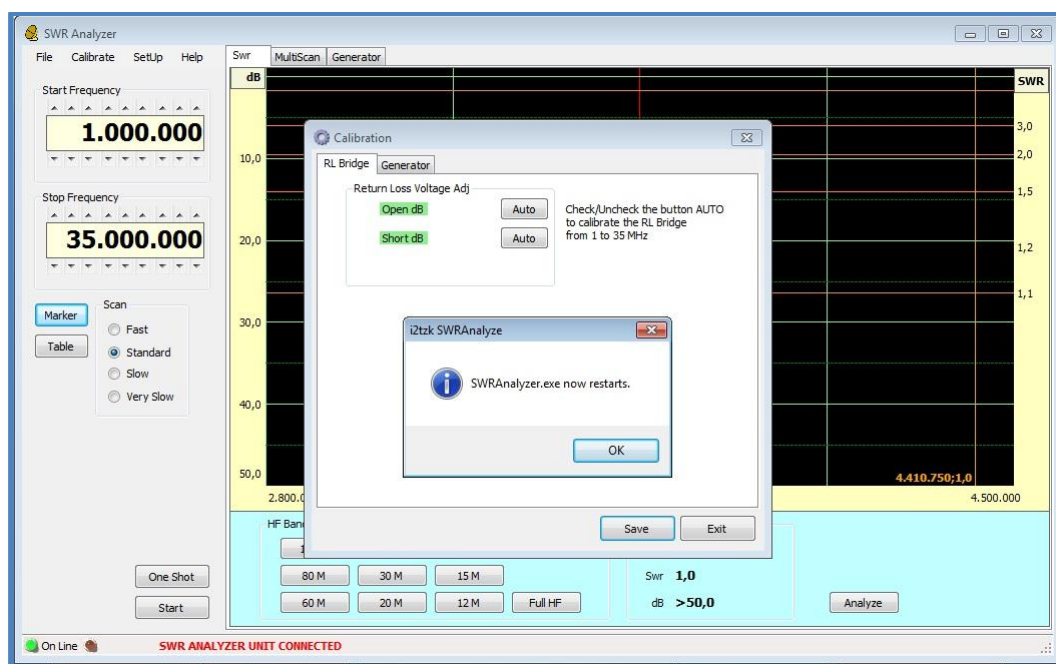 SWR Analyzer
File Calibrate SetUp Help
Swr MultiScan Generator
Start Frequency
1.000.000
Stop Frequency
35.000.000
Marker
Table
Scan
Fast
Standard
Slow
Very Slow
One Shot
Start
dB
10,0
20,0
30,0
40,0
50,0
SWR
3,0
2,0
1,5
1,2
1,1
4.410.750;1,0
4.500.000
Calibration
RL Bridge Generator
Return Loss Voltage Adj
Open dB Auto
Short dB Auto
Check/Uncheck the button AUTO
to calibrate the RL Bridge
from 1 to 35 MHz
i2tzk SWRAnalyze
SWRAnalyzer.exe now restarts.
OK
Save Exit
80 M 30 M 15 M
60 M 20 M 12 M Full HF
Swr 1,0
dB >50,0
Analyze
On Line
SWR ANALYZER UNIT CONNECTED